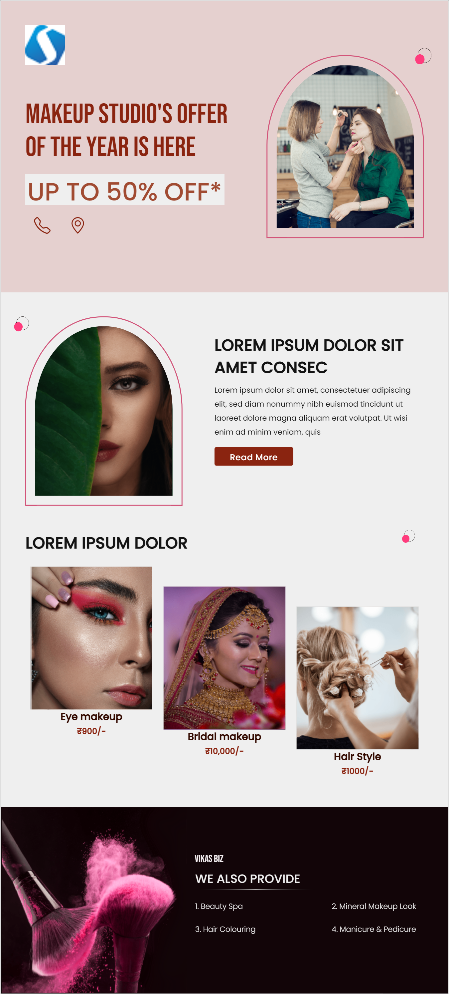 MAKEUP STUDIO'S OFFER
OF THE YEAR IS HERE
UP TO 50% OFF*
LOREM IPSUM DOLOR SIT
AMET CONSEC
Lorem ipsum dolor sit amet, consectetuer adipiscing
elit, sed diam nonummy nibh euismod tincidunt ut
laoreet dolore magna aliquam erat volutpat. Ut wisi
enim ad minim veniam, quis
Read More
LOREM IPSUM DOLOR
Eye makeup
₹900/-
Bridal makeup
₹10,000/-
Hair Style
₹1000/-
VIKAS BIZ
WE ALSO PROVIDE
1. Beauty Spa
2. Mineral Makeup Look
3. Hair Colouring
4. Manicure & Pedicure